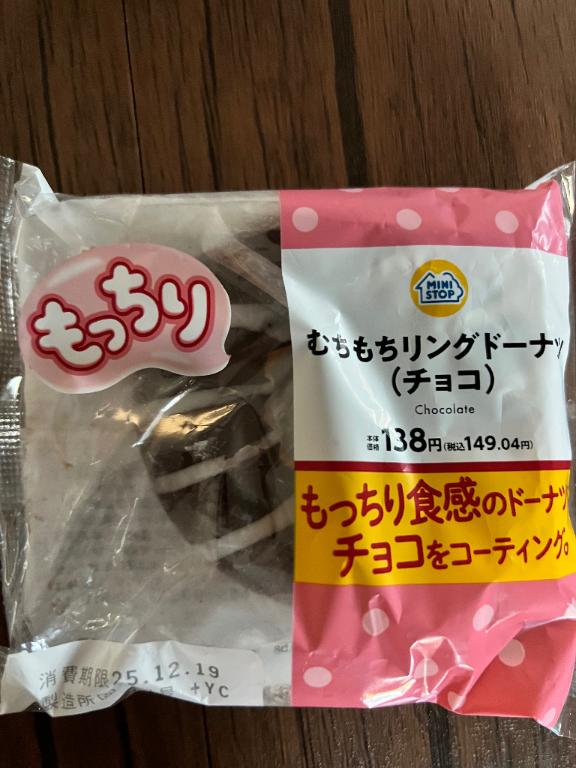 もっちり
MINI
STOP
むちもちリングドーナツ
(チョコ)
Chocolate
本体
価格 138円(税込149.04円)
もっちり食感のドーナツ
チョコをコーティング。
消費期限25.12.19
製造所 +YC